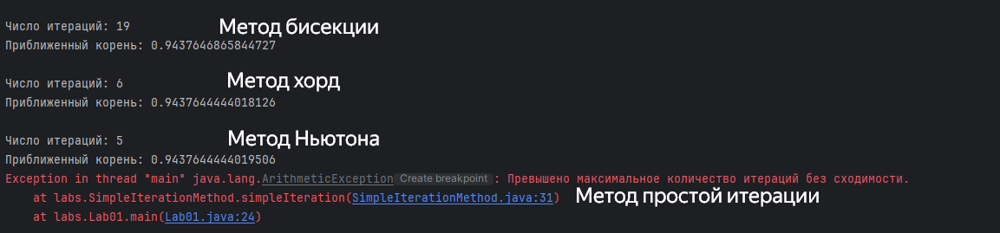 Число итераций: 19
Метод бисекции
Приближенный корень: 0.9437646865844727
Число итераций: 6
Метод хорд
Приближенный корень: 0.9437644444018126
Число итераций: 5
Метод Ньютона
Приближенный корень: 0.9437644444019506
Exception in thread "main" java.lang.ArithmeticException Create breakpoint : Превышено максимальное количество итераций без сходимости.
at labs.SimpleIterationMethod.simpleIteration(SimpleIterationMethod.java:31)
Метод простой итерации
at labs.Lab01.main(Lab01.java:24)